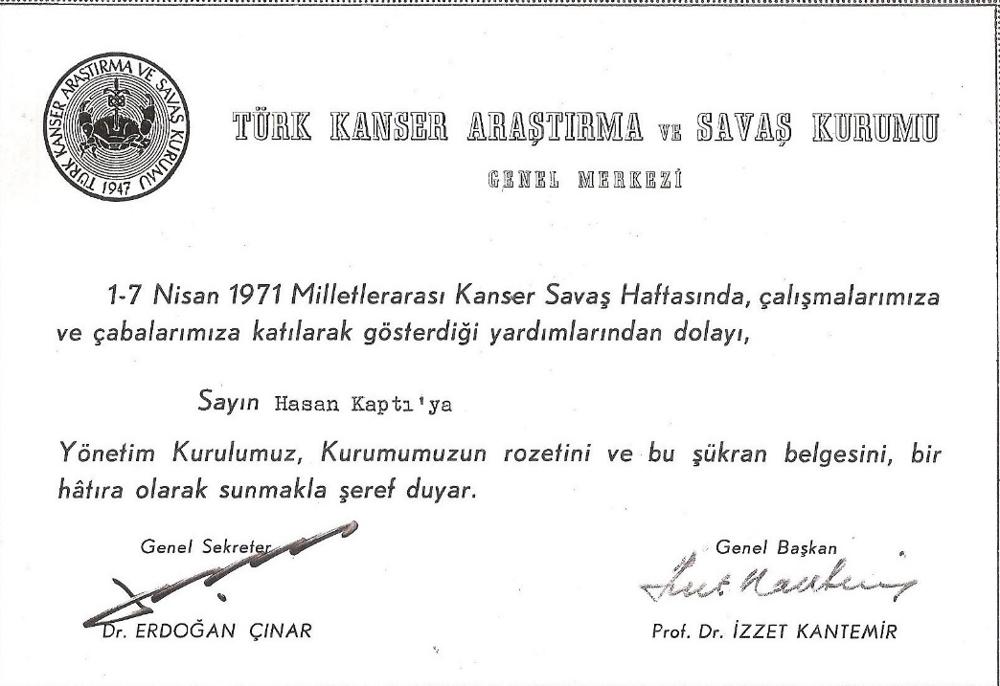 TÜRK KANSER ARAŞTIRMA VE SAVAŞ KURUMU
1947
TÜRK KANSER ARAŞTIRMA VE SAVAŞ KURUMU
GENEL MERKEZİ
1-7 Nisan 1971 Milletlerarası Kanser Savaş Haftasında, çalışmalarımıza
ve çabalarımıza katılarak gösterdiği yardımlarından dolayı,
Sayın Hasan Kaptı'ya
Yönetim Kurulumuz, Kurumumuzun rozetini ve bu şükran belgesini, bir
hâtıra olarak sunmakla şeref duyar.
Genel Sekreter
Dr. ERDOĞAN ÇINAR
Genel Başkan
Prof. Dr. İZZET KANTEMİR